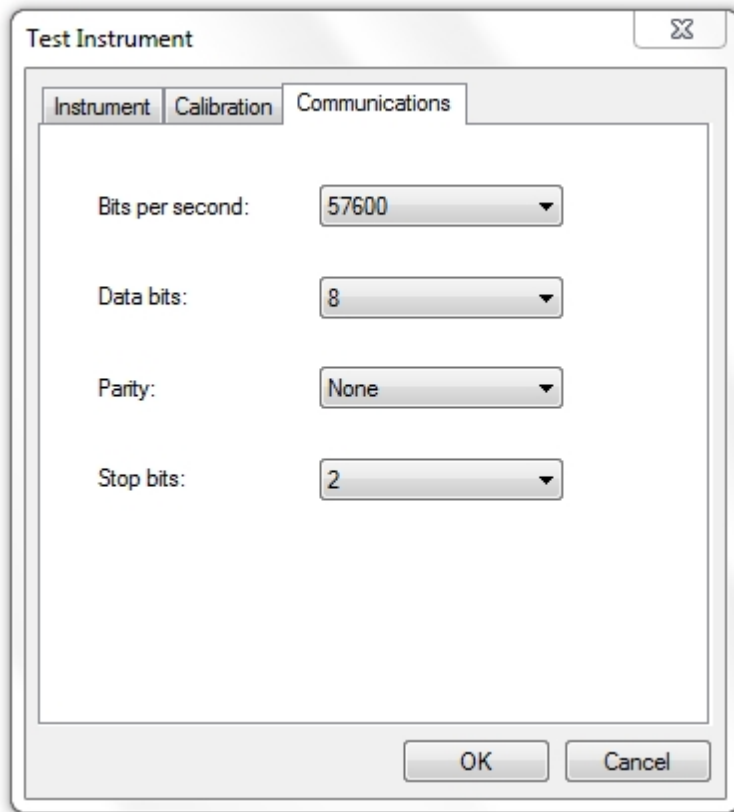 Test Instrument
Instrument Calibration Communications
Bits per second: 57600
Data bits: 8
Parity: None
Stop bits: 2
OK Cancel